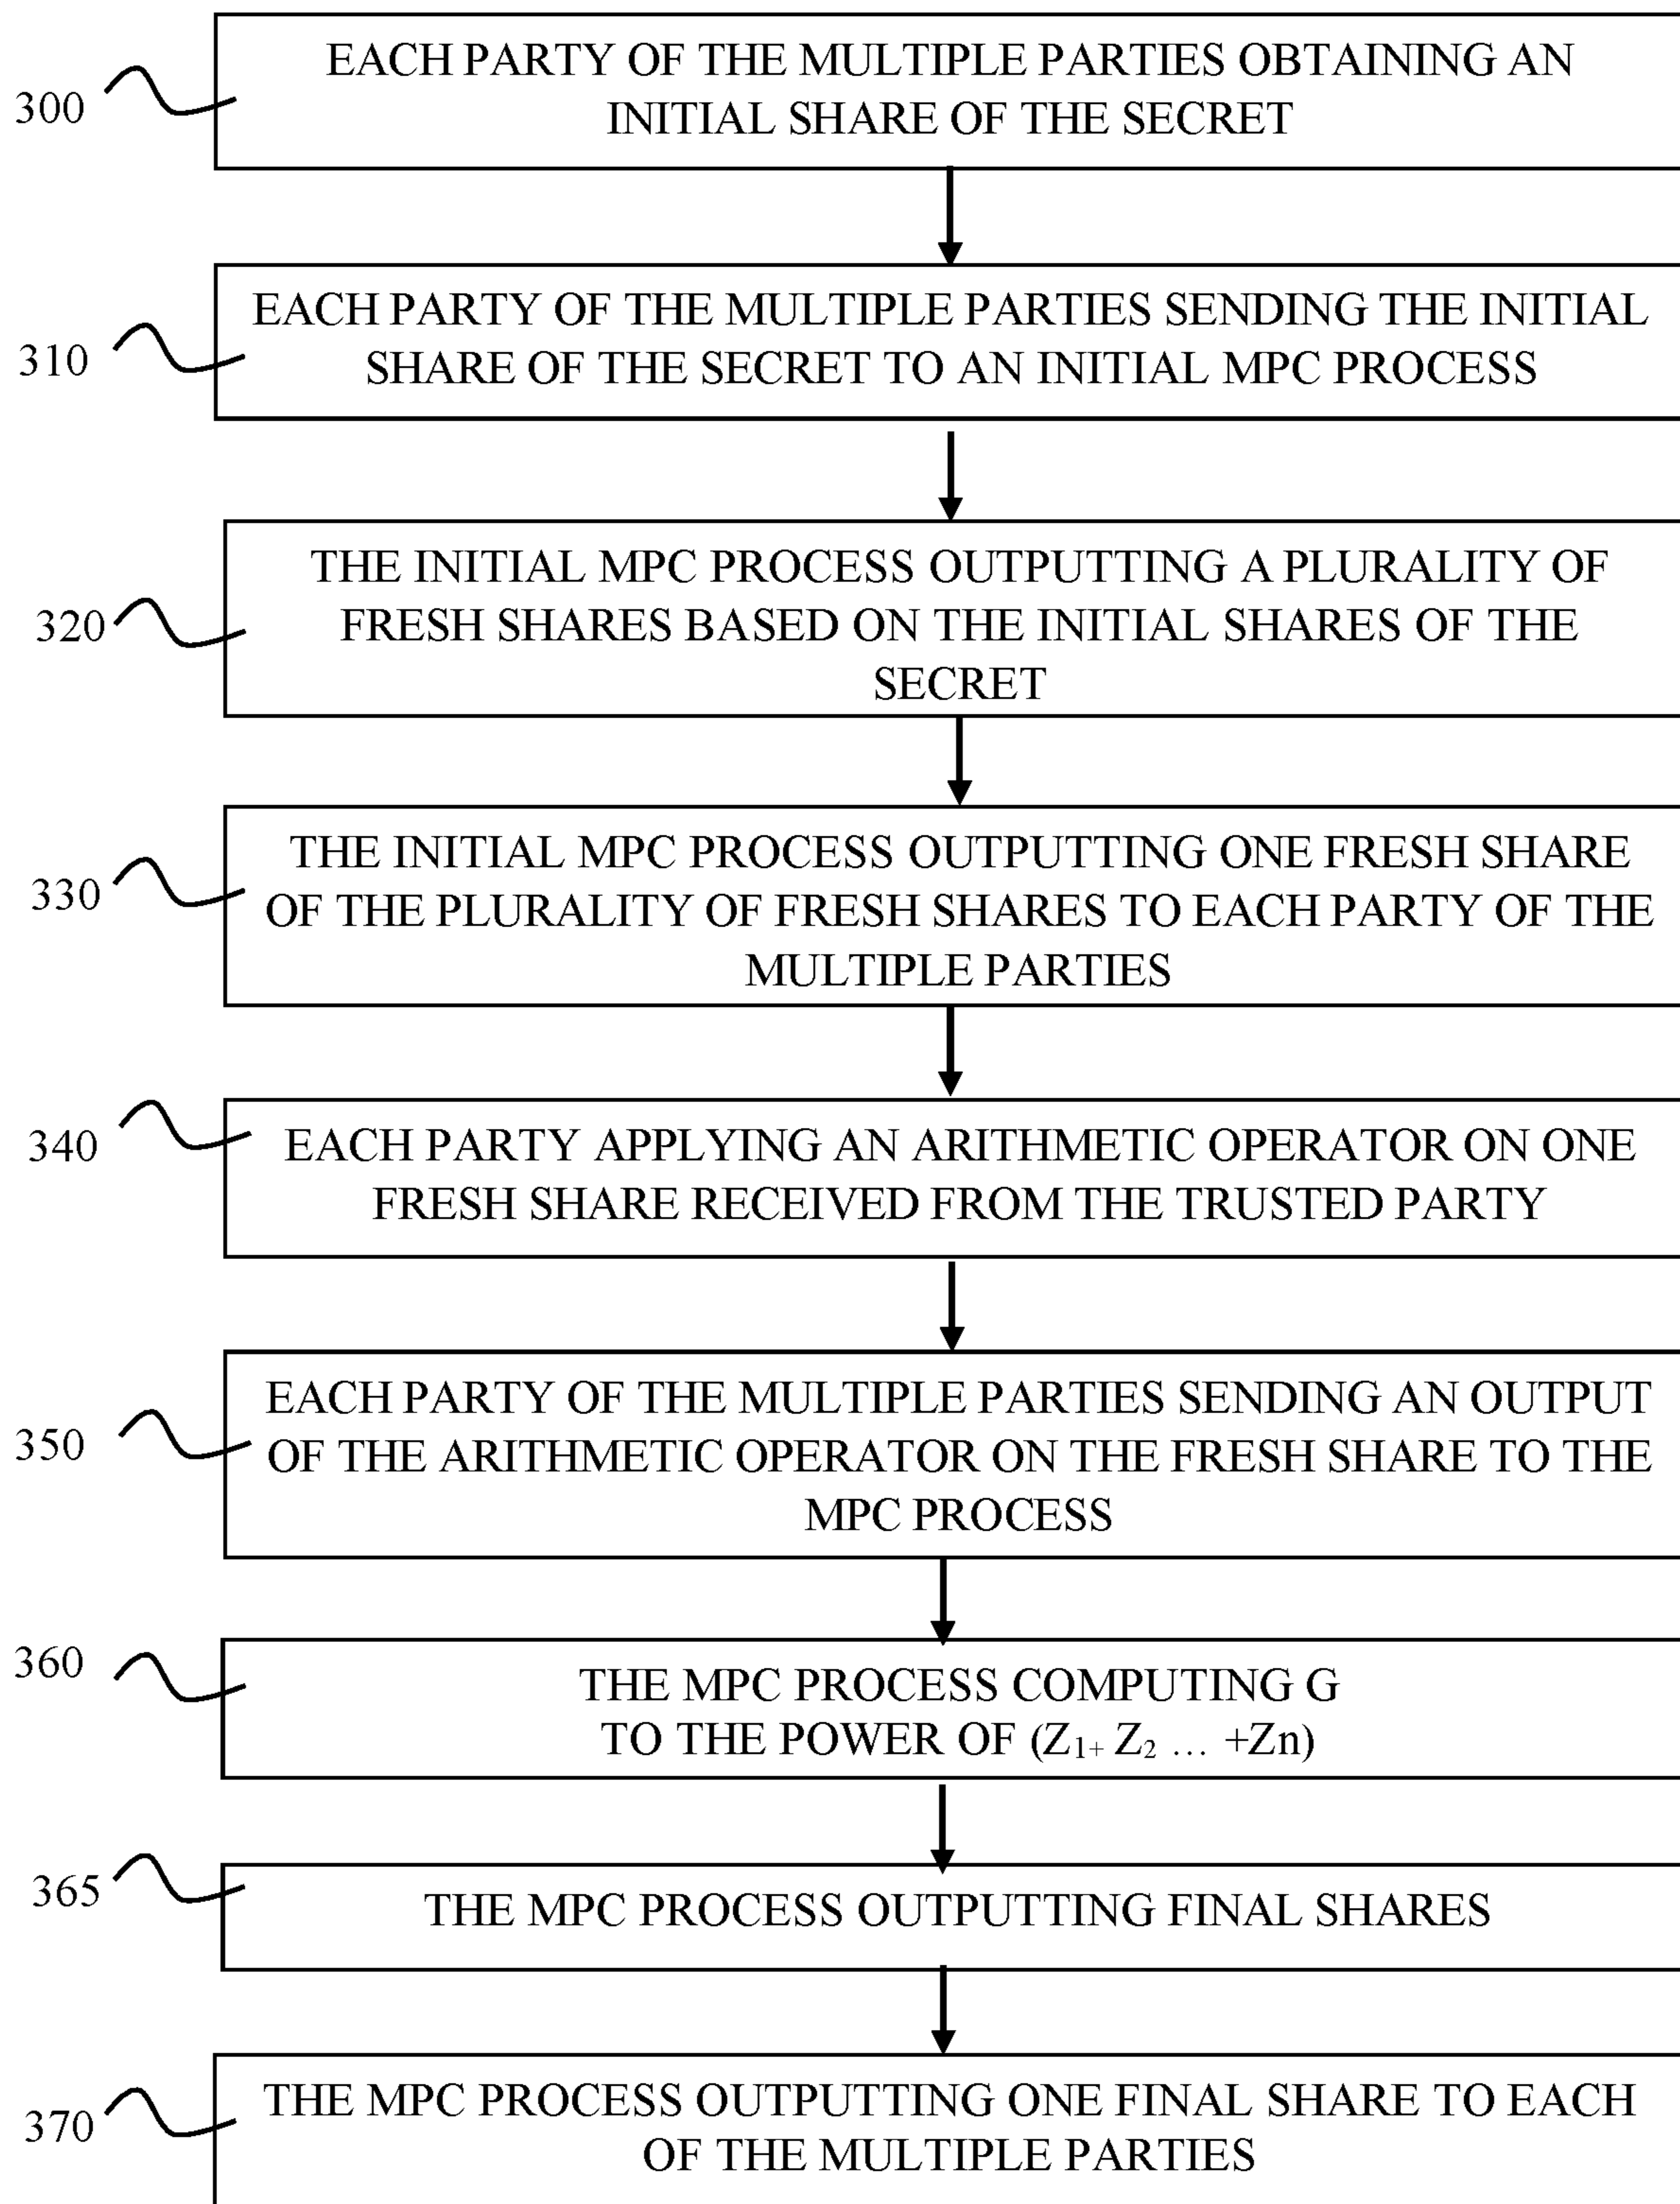 300
EACH PARTY OF THE MULTIPLE PARTIES OBTAINING AN
INITIAL SHARE OF THE SECRET
310
EACH PARTY OF THE MULTIPLE PARTIES SENDING THE INITIAL
SHARE OF THE SECRET TO AN INITIAL MPC PROCESS
320
THE INITIAL MPC PROCESS OUTPUTTING A PLURALITY OF
FRESH SHARES BASED ON THE INITIAL SHARES OF THE
SECRET
330
THE INITIAL MPC PROCESS OUTPUTTING ONE FRESH SHARE
OF THE PLURALITY OF FRESH SHARES TO EACH PARTY OF THE
MULTIPLE PARTIES
340
EACH PARTY APPLYING AN ARITHMETIC OPERATOR ON ONE
FRESH SHARE RECEIVED FROM THE TRUSTED PARTY
350
EACH PARTY OF THE MULTIPLE PARTIES SENDING AN OUTPUT
OF THE ARITHMETIC OPERATOR ON THE FRESH SHARE TO THE
MPC PROCESS
360
THE MPC PROCESS COMPUTING G
TO THE POWER OF (Z₁₊ Z₂ … +Zn)
365
THE MPC PROCESS OUTPUTTING FINAL SHARES
370
THE MPC PROCESS OUTPUTTING ONE FINAL SHARE TO EACH
OF THE MULTIPLE PARTIES